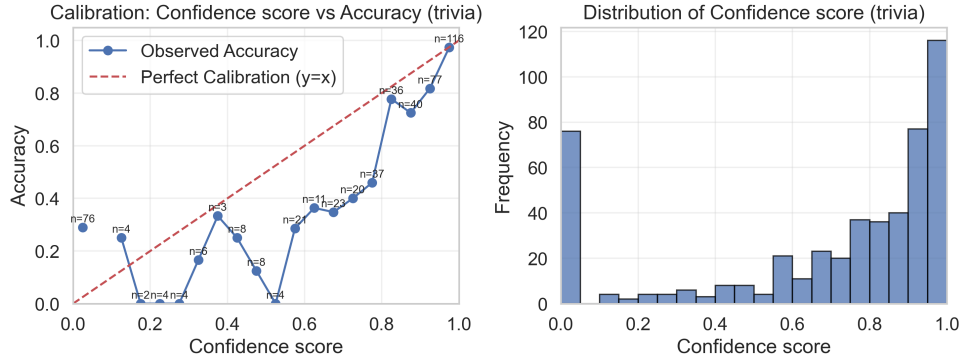 Calibration: Confidence score vs Accuracy (trivia)
Observed Accuracy
Perfect Calibration (y=x)
n=76
n=4
n=2
n=4
n=4
n=6
n=3
n=8
n=8
n=4
n=21
n=11
n=23
n=20
n=37
n=36
n=40
n=77
n=116
Accuracy
1.0
0.8
0.6
0.4
0.2
0.0
0.0 0.2 0.4 0.6 0.8 1.0
Confidence score
Distribution of Confidence score (trivia)
Frequency
120
100
80
60
40
20
0
0.0 0.2 0.4 0.6 0.8 1.0
Confidence score